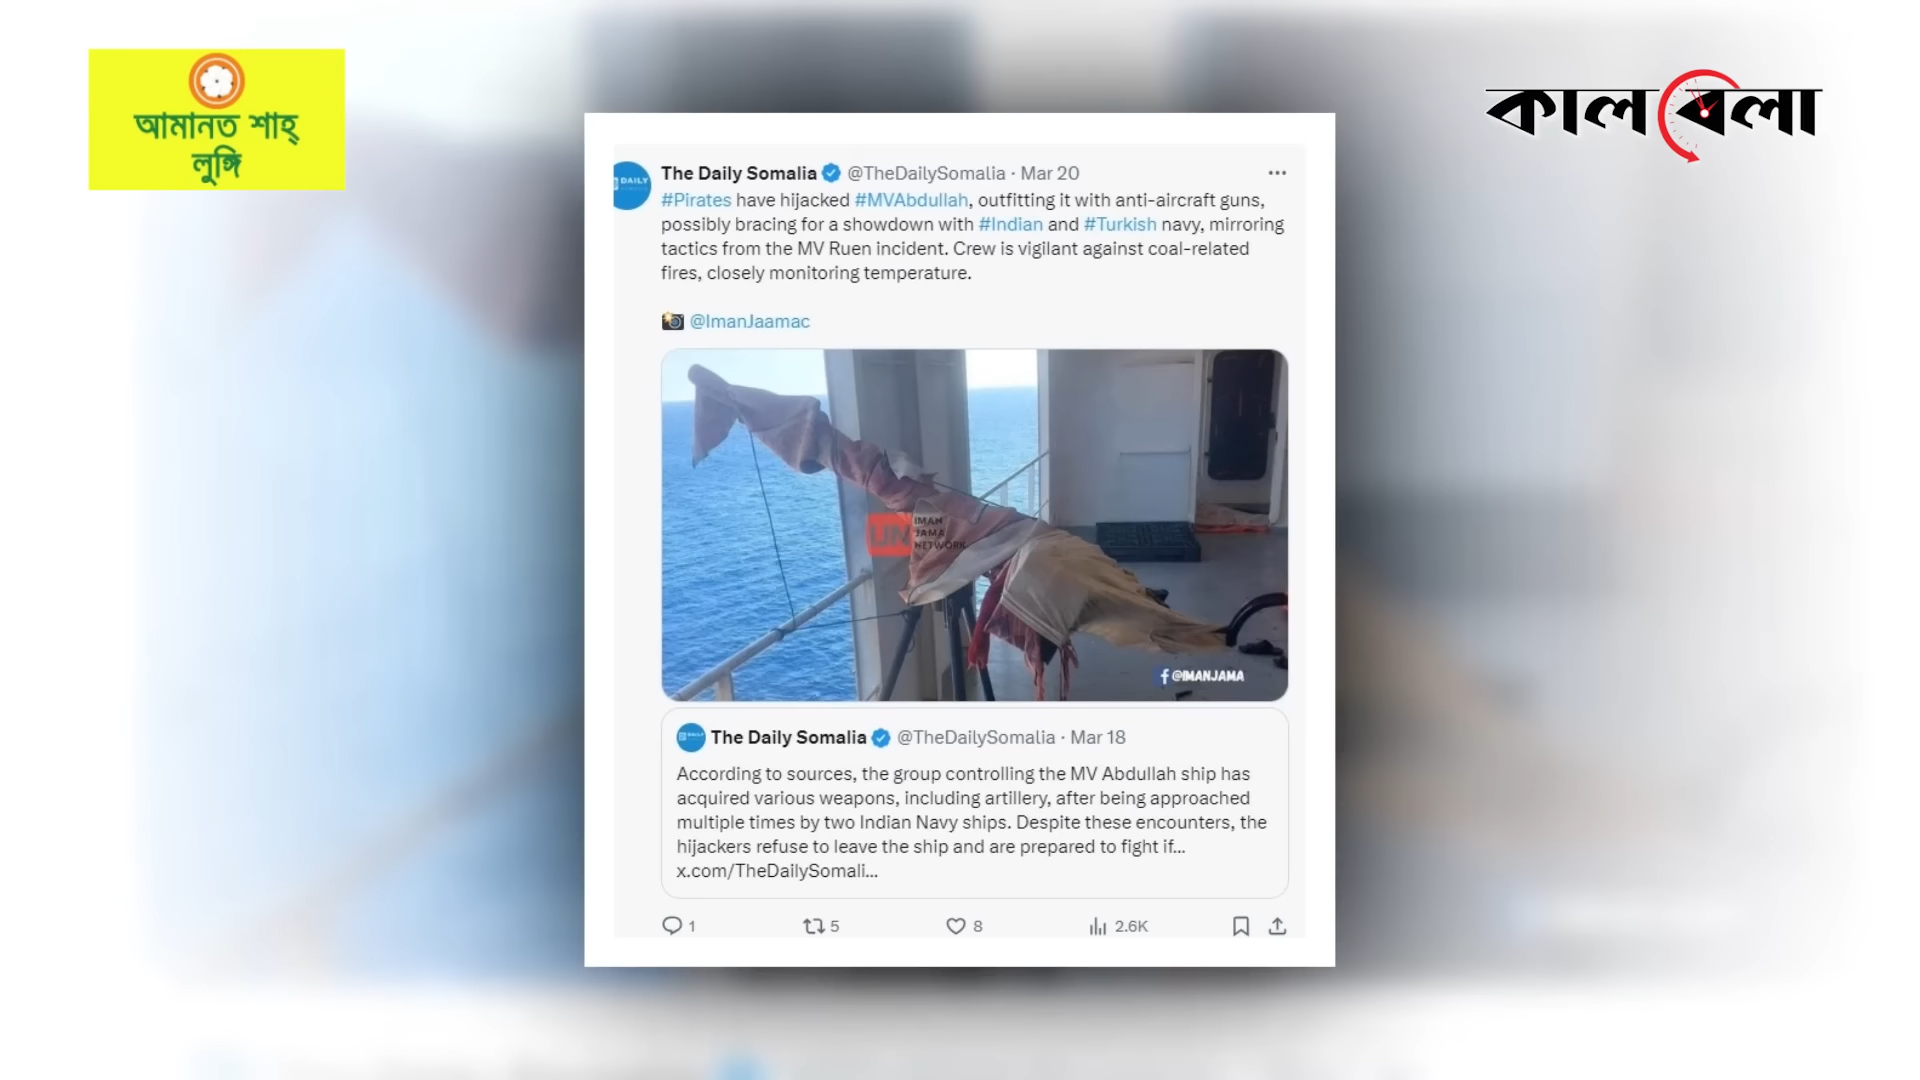 আমানত শাহ্
লুঙ্গি
কালবেলা
DAILY
The Daily Somalia @TheDailySomalia · Mar 20
#Pirates have hijacked #MVAbdullah, outfitting it with anti-aircraft guns,
possibly bracing for a showdown with #Indian and #Turkish navy, mirroring
tactics from the MV Ruen incident. Crew is vigilant against coal-related
fires, closely monitoring temperature.
@ImanJaamac
IJN
IMAN
JAMA
NETWORK
f @IMANJAMA
The Daily Somalia @TheDailySomalia · Mar 18
According to sources, the group controlling the MV Abdullah ship has
acquired various weapons, including artillery, after being approached
multiple times by two Indian Navy ships. Despite these encounters, the
hijackers refuse to leave the ship and are prepared to fight if...
x.com/TheDailySomali...
1 5 8 2.6K